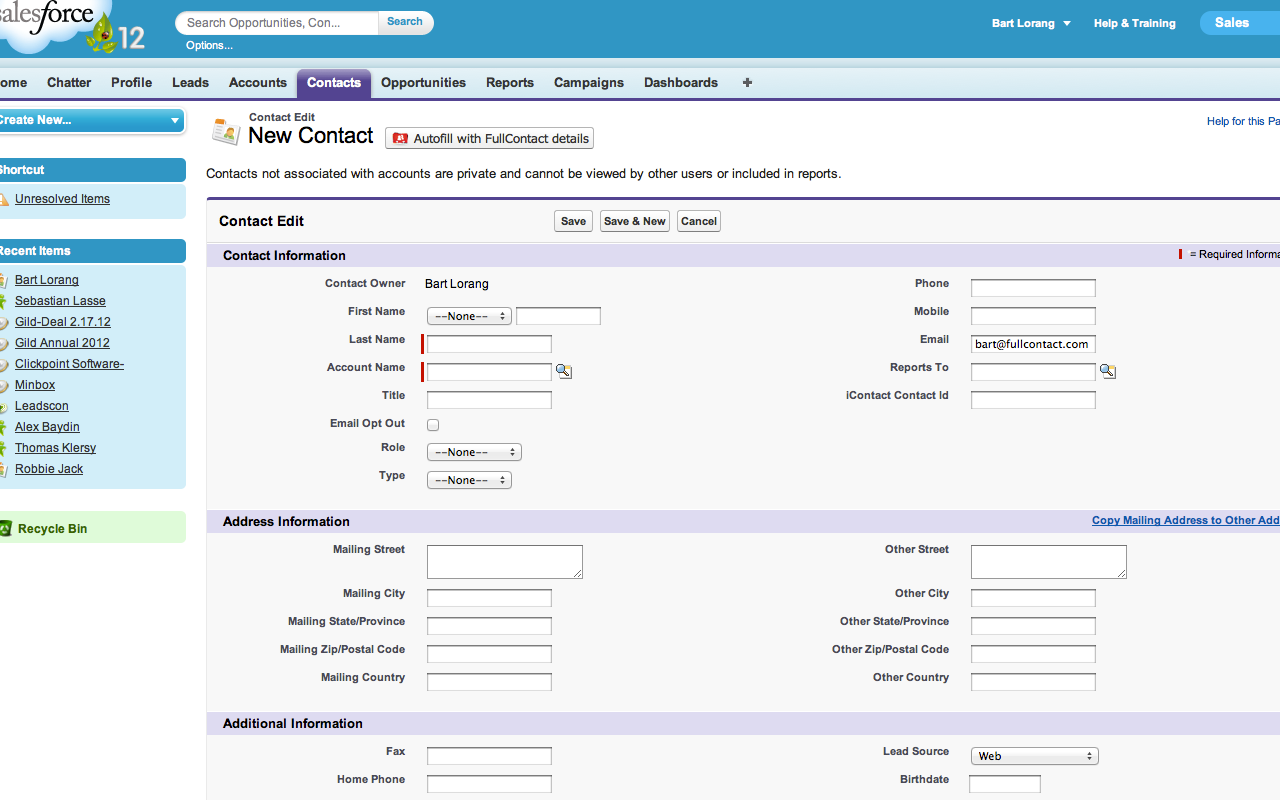 salesforce
12
Search Opportunities, Con...
Search
Options...
Bart Lorang
Help & Training
Sales
ome
Chatter
Profile
Leads
Accounts
Contacts
Opportunities
Reports
Campaigns
Dashboards
+
Create New...
Contact Edit
New Contact
Autofill with FullContact details
Help for this Pa
Contacts not associated with accounts are private and cannot be viewed by other users or included in reports.
Shortcut
Unresolved Items
Recent Items
Bart Lorang
Sebastian Lasse
Gild-Deal 2.17.12
Gild Annual 2012
Clickpoint Software-
Minbox
Leadscon
Alex Baydin
Thomas Klersy
Robbie Jack
Recycle Bin
Contact Edit
Save
Save & New
Cancel
Contact Information
= Required Informa
Contact Owner
Bart Lorang
Phone
First Name
--None--
Mobile
Last Name
Email
bart@fullcontact.com
Account Name
Reports To
Title
iContact Contact Id
Email Opt Out
Role
--None--
Type
--None--
Address Information
Copy Mailing Address to Other Add
Mailing Street
Other Street
Mailing City
Other City
Mailing State/Province
Other State/Province
Mailing Zip/Postal Code
Other Zip/Postal Code
Mailing Country
Other Country
Additional Information
Fax
Lead Source
Web
Home Phone
Birthdate